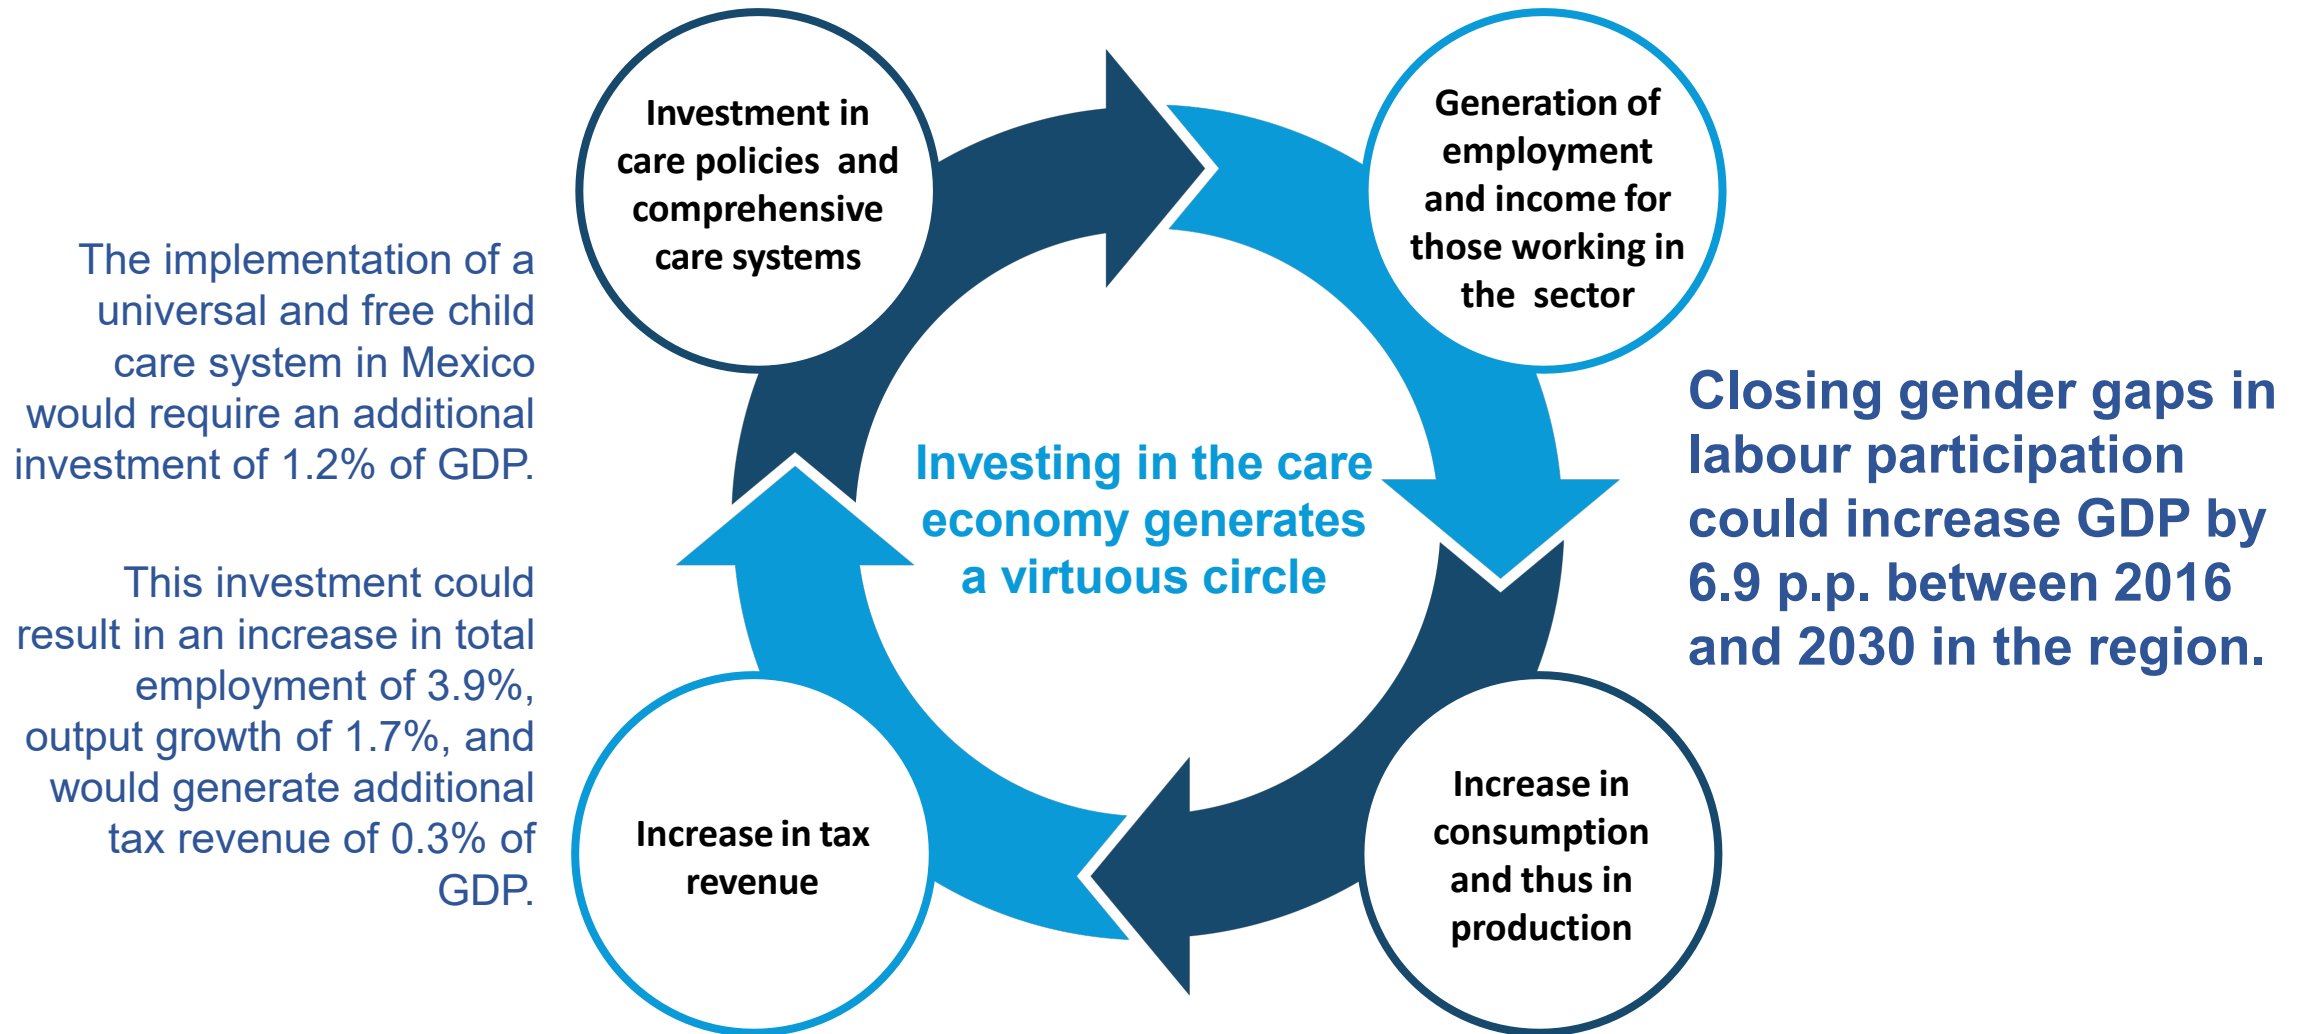 Investment in
care policies and
comprehensive
care systems
Generation of
employment
and income for
those working in
the sector
The implementation of a
universal and free child
care system in Mexico
would require an additional
investment of 1.2% of GDP.
This investment could
result in an increase in total
employment of 3.9%,
output growth of 1.7%, and
would generate additional
tax revenue of 0.3% of
GDP.
Investing in the care
economy generates
a virtuous circle
Closing gender gaps in
labour participation
could increase GDP by
6.9 p.p. between 2016
and 2030 in the region.
Increase in tax
revenue
Increase in
consumption
and thus in
production